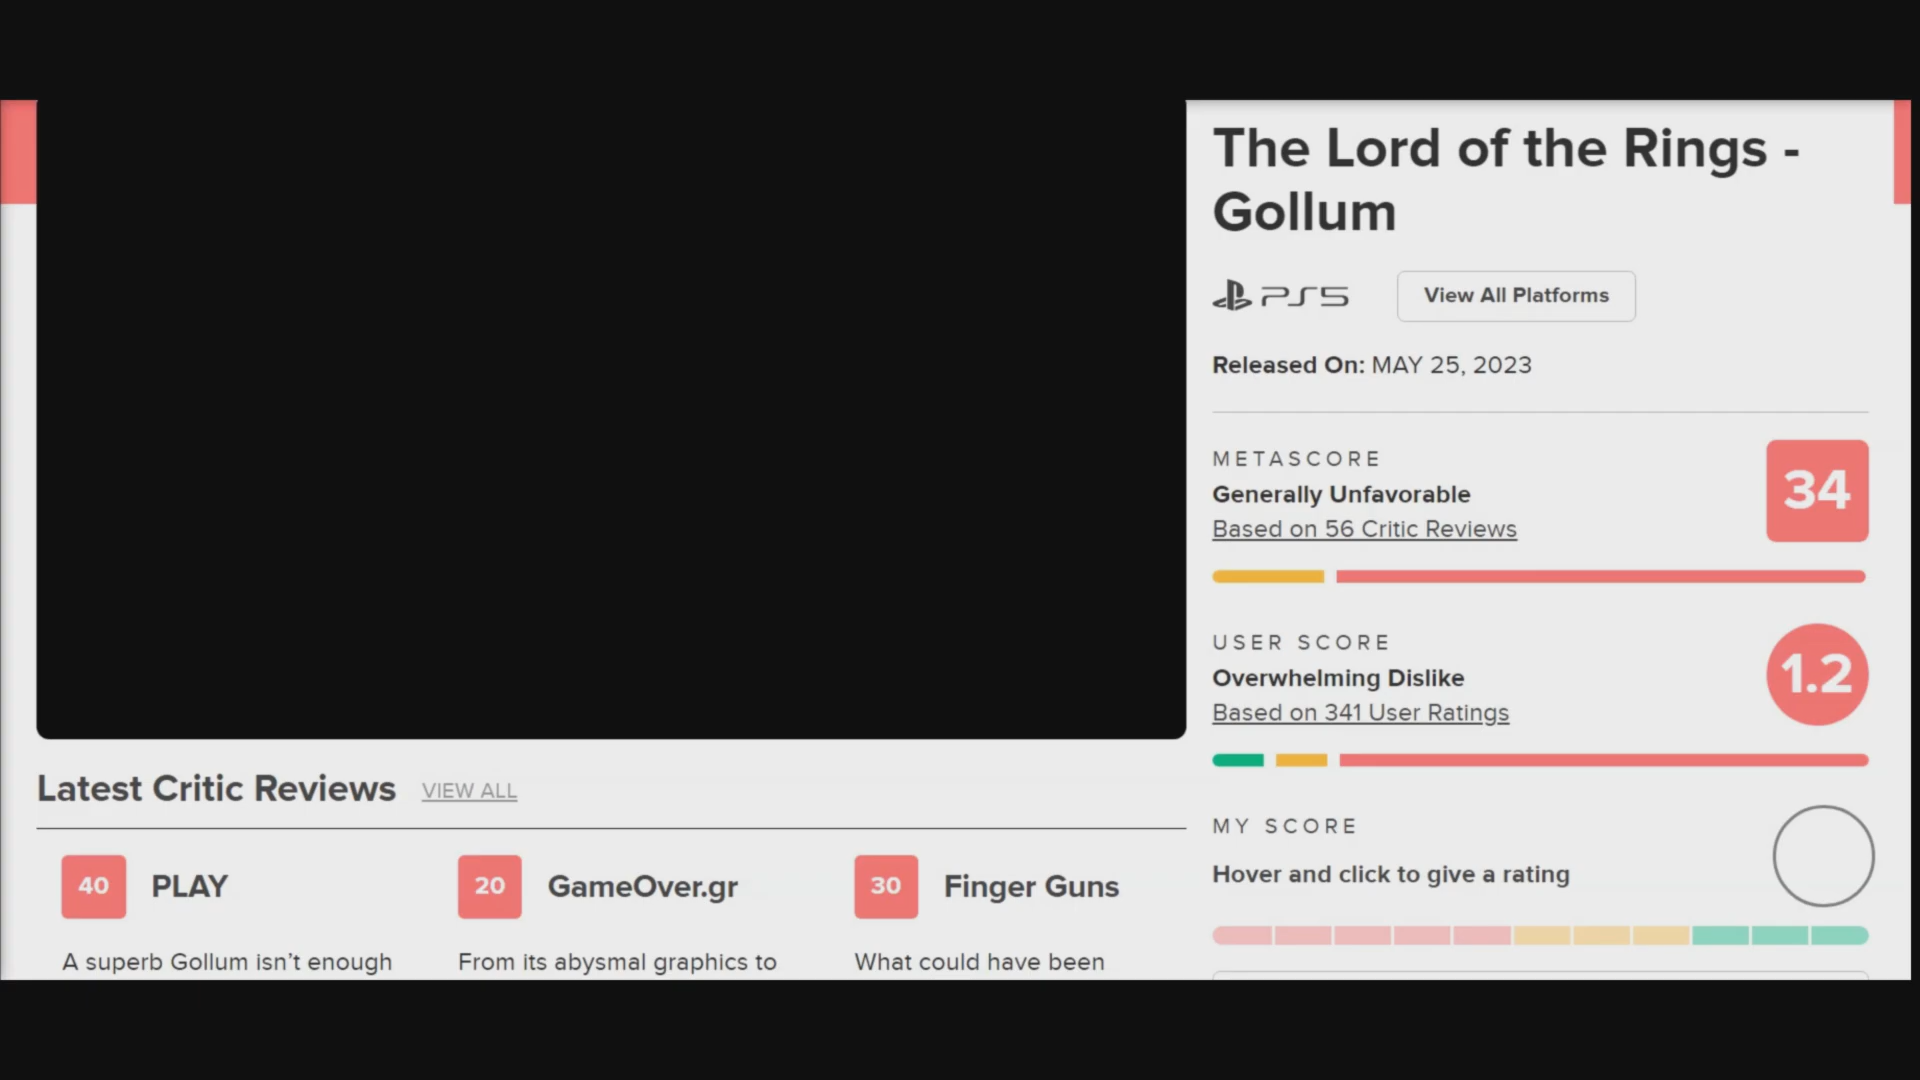 The Lord of the Rings -
Gollum
PS5
View All Platforms
Released On: MAY 25, 2023
METASCORE
Generally Unfavorable
Based on 56 Critic Reviews
34
USER SCORE
Overwhelming Dislike
Based on 341 User Ratings
1.2
MY SCORE
Hover and click to give a rating
Latest Critic Reviews VIEW ALL
40 PLAY
A superb Gollum isn’t enough
20 GameOver.gr
From its abysmal graphics to
30 Finger Guns
What could have been